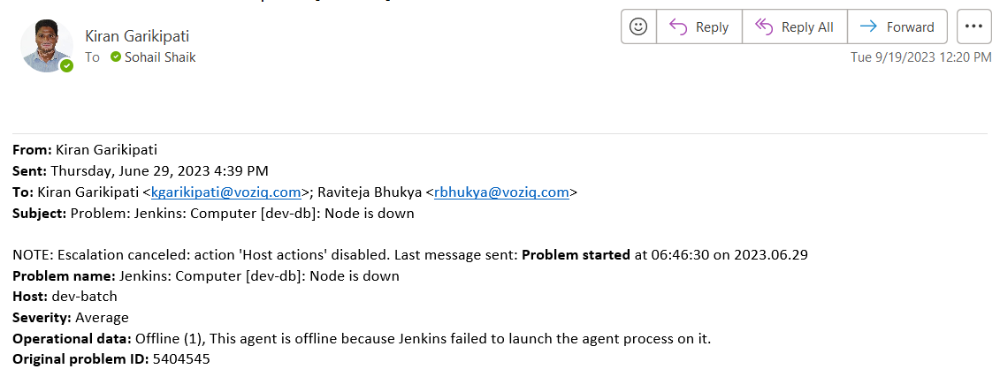 Kiran Garikipati
To Sohail Shaik
Reply
Reply All
Forward
Tue 9/19/2023 12:20 PM
From: Kiran Garikipati
Sent: Thursday, June 29, 2023 4:39 PM
To: Kiran Garikipati <kgarikipati@voziq.com>; Raviteja Bhukya <rbhukya@voziq.com>
Subject: Problem: Jenkins: Computer [dev-db]: Node is down
NOTE: Escalation canceled: action 'Host actions' disabled. Last message sent: Problem started at 06:46:30 on 2023.06.29
Problem name: Jenkins: Computer [dev-db]: Node is down
Host: dev-batch
Severity: Average
Operational data: Offline (1), This agent is offline because Jenkins failed to launch the agent process on it.
Original problem ID: 5404545